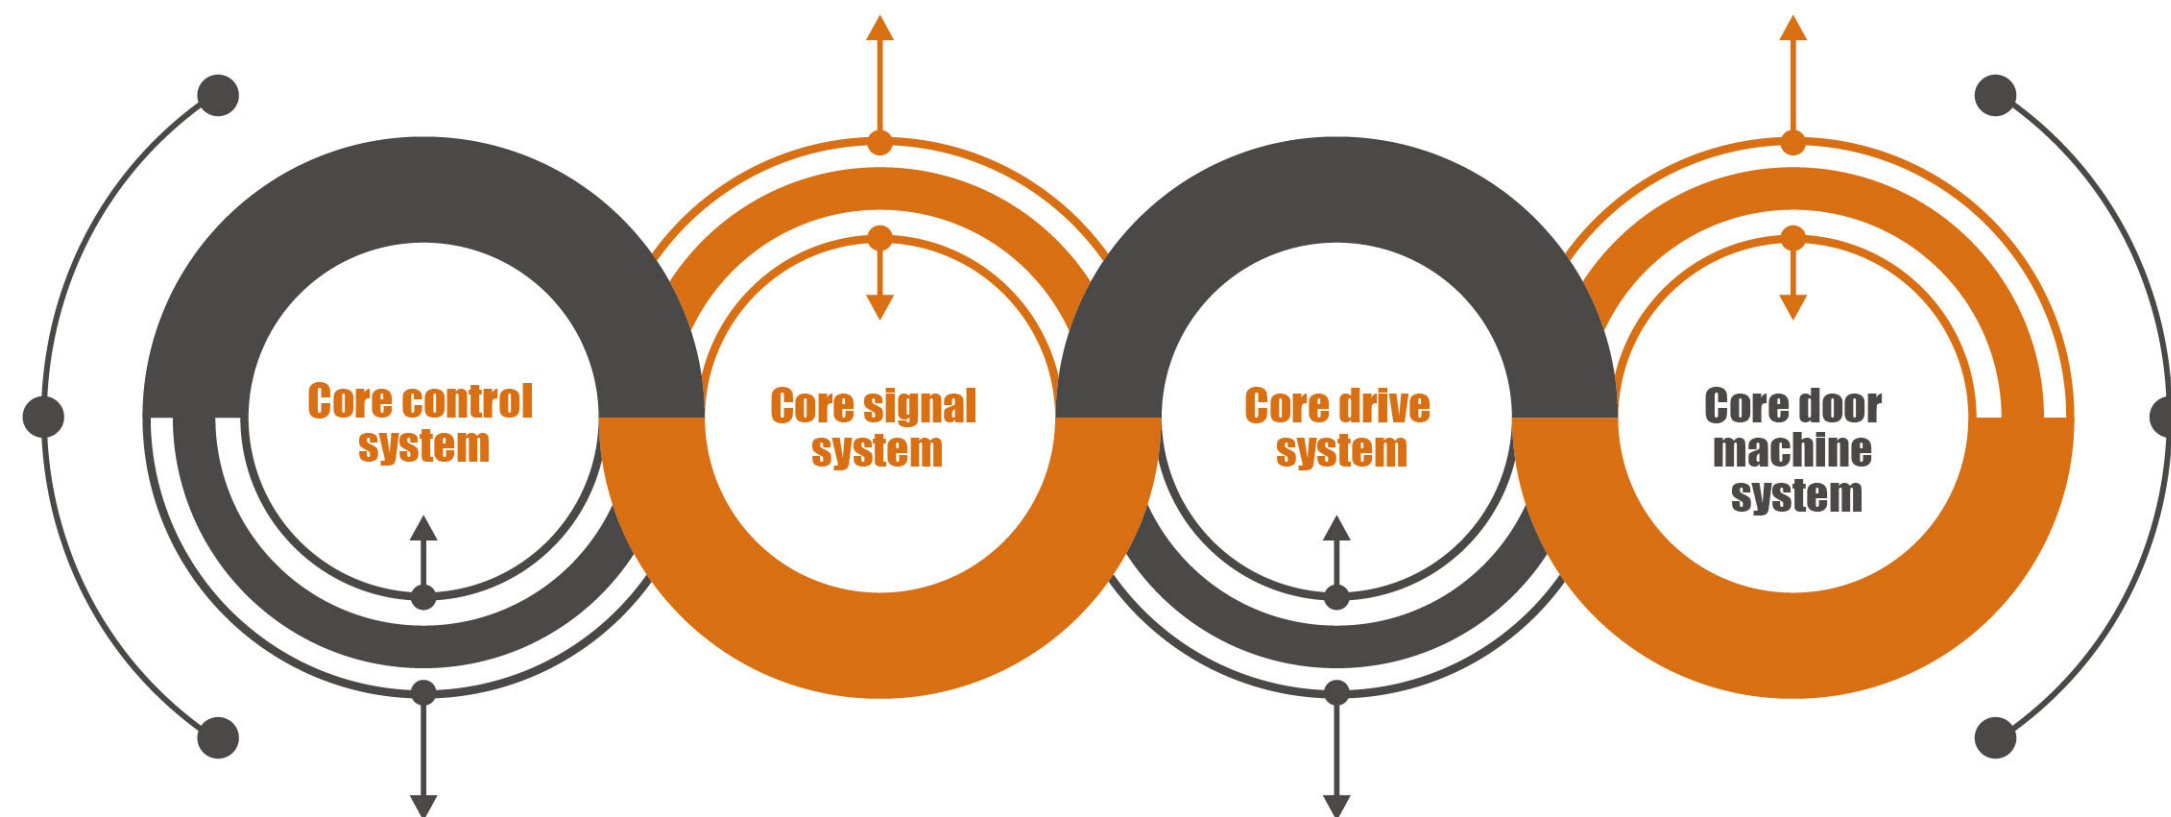 Core control
system
Core signal
system
Core drive
system
Core door
machine
system